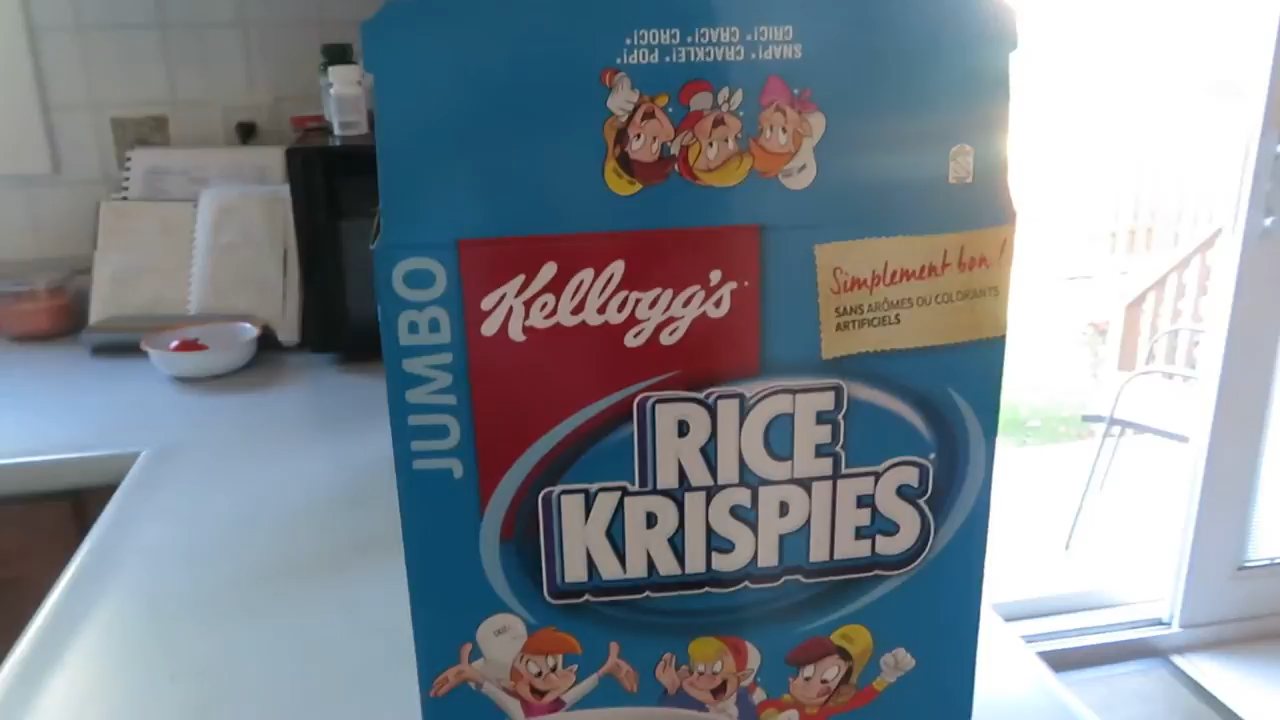 SNAP! CRACKLE! POP!
CRIC! CRAC! CROC!
JUMBO
Kellogg's
Simplement bon!
SANS ARÔMES OU COLORANTS
ARTIFICIELS
RICE
KRISPIES